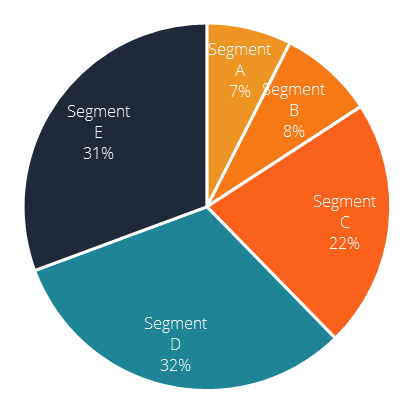 Segment
A
7%
Segment
B
8%
Segment
C
22%
Segment
D
32%
Segment
E
31%